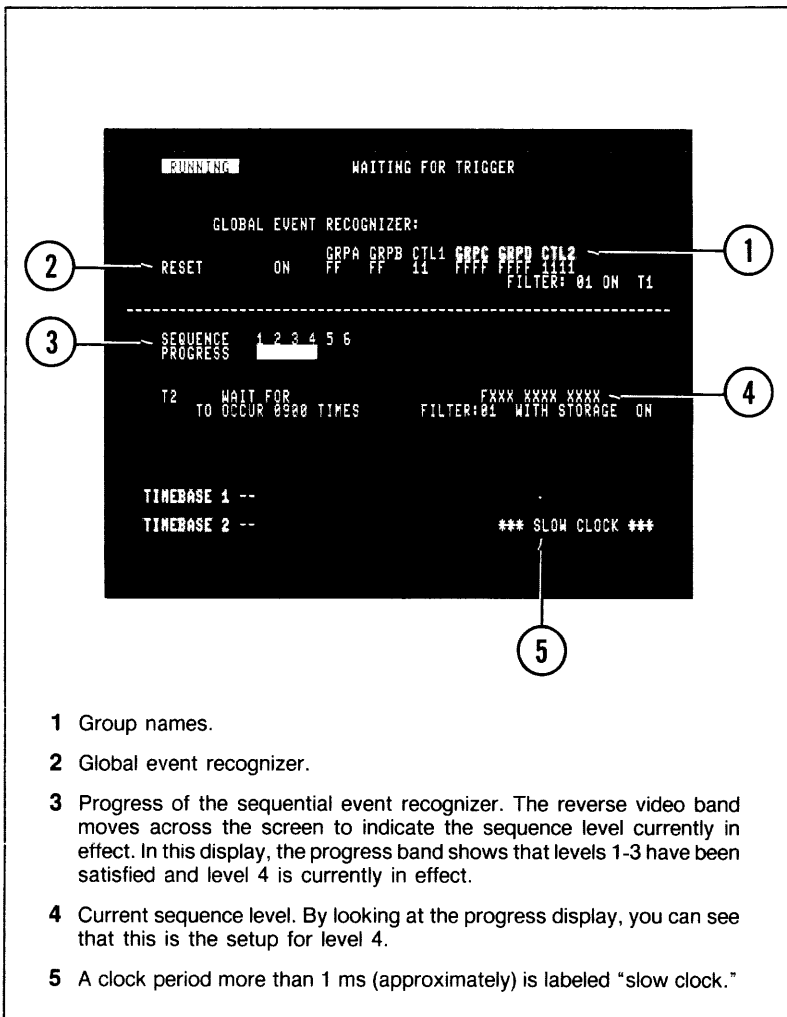 RUNNING WAITING FOR TRIGGER
GLOBAL EVENT RECOGNIZER:
GRPA GRPB CTL1 GRPC GRPD CTL2
1
2
RESET ON FF FF 11 FFFF FFFF 1111
FILTER: 01 ON T1
3
SEQUENCE 1 2 3 4 5 6
PROGRESS
T2 WAIT FOR FXXX XXXX XXXX
4
TO OCCUR 0900 TIMES FILTER:01 WITH STORAGE ON
TIMEBASE 1 --
TIMEBASE 2 -- *** SLOW CLOCK ***
5
1 Group names.
2 Global event recognizer.
3 Progress of the sequential event recognizer. The reverse video band
moves across the screen to indicate the sequence level currently in
effect. In this display, the progress band shows that levels 1-3 have been
satisfied and level 4 is currently in effect.
4 Current sequence level. By looking at the progress display, you can see
that this is the setup for level 4.
5 A clock period more than 1 ms (approximately) is labeled “slow clock.”